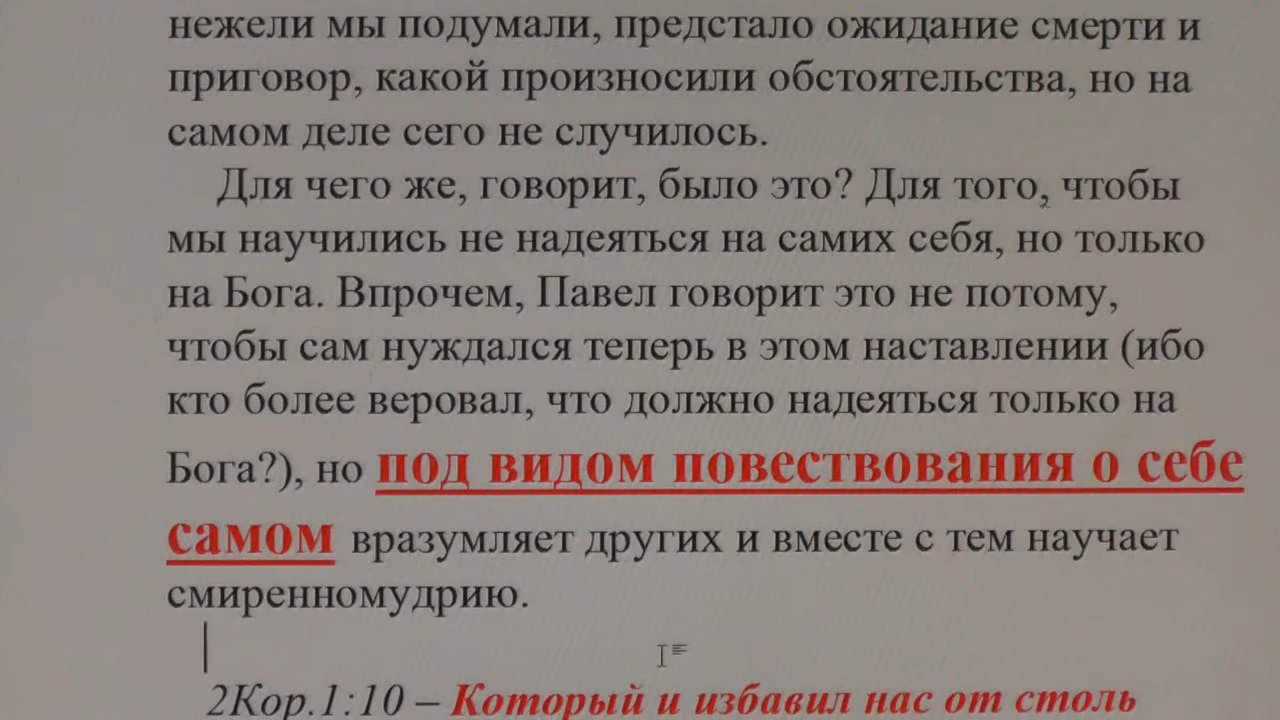 нежели мы подумали, предстало ожидание смерти и
приговор, какой произносили обстоятельства, но на
самом деле сего не случилось.
Для чего же, говорит, было это? Для того, чтобы
мы научились не надеяться на самих себя, но только
на Бога. Впрочем, Павел говорит это не потому,
чтобы сам нуждался теперь в этом наставлении (ибо
кто более веровал, что должно надеяться только на
Бога?), но под видом повествования о себе
самом вразумляет других и вместе с тем научает
смиренномудрию.
2Кор.1:10 – Который и избавил нас от столь